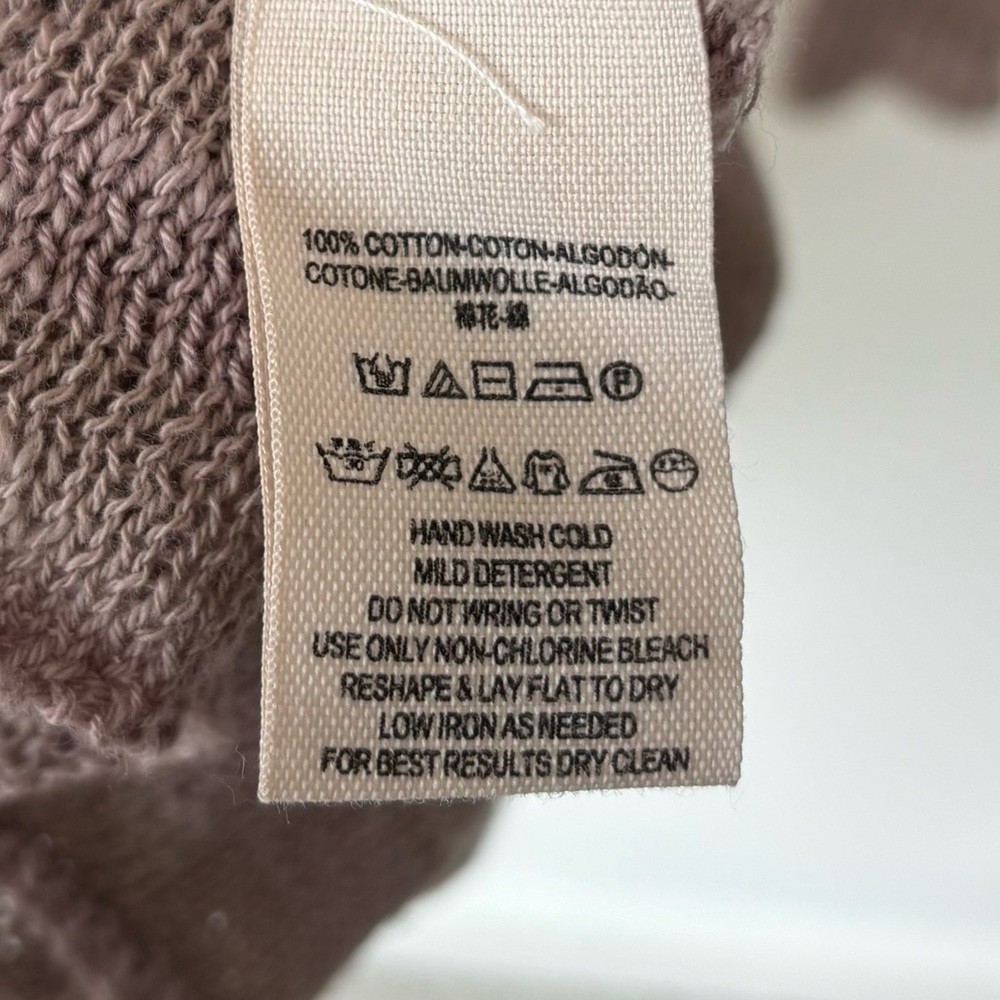 100% COTTON-COTON-ALGODÓN-
COTONE-BAUMWOLLE-ALGODÃO-
棉花-綿
F
30
HAND WASH COLD
MILD DETERGENT
DO NOT WRING OR TWIST
USE ONLY NON-CHLORINE BLEACH
RESHAPE & LAY FLAT TO DRY
LOW IRON AS NEEDED
FOR BEST RESULTS DRY CLEAN